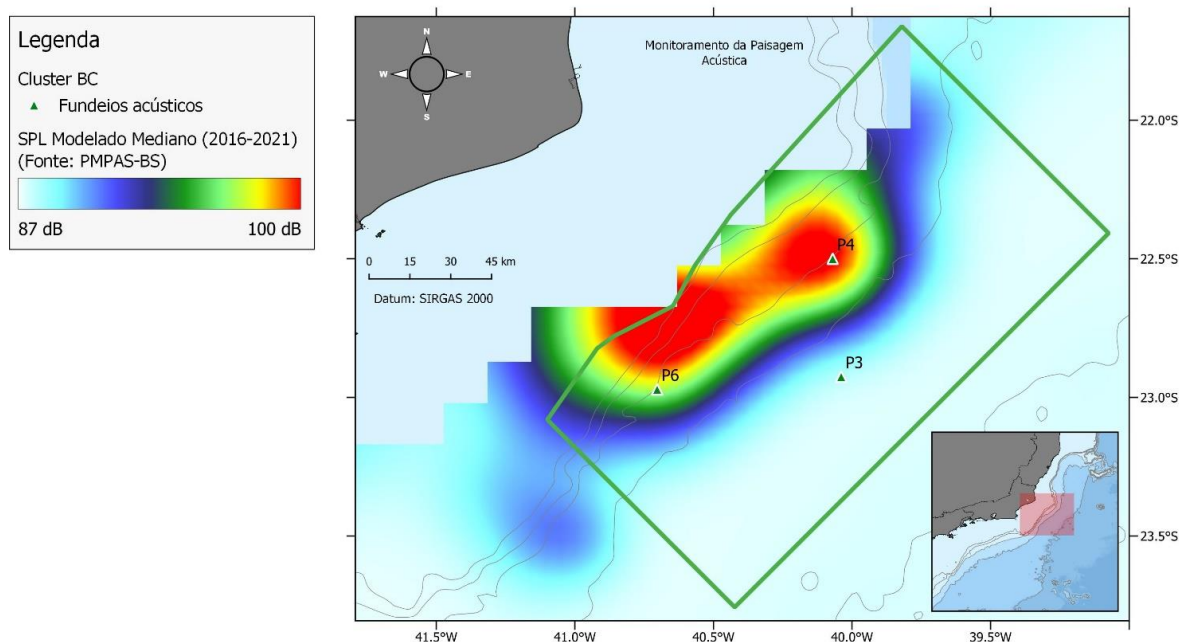 Legenda
Cluster BC
Fundeios acústicos
SPL Modelado Mediano (2016-2021)
(Fonte: PMPAS-BS)
87 dB 100 dB
Monitoramento da Paisagem
Acústica
N
W E
S
0 15 30 45 km
Datum: SIRGAS 2000
P4
P3
P6
22.0°S
22.5°S
23.0°S
23.5°S
41.5°W 41.0°W 40.5°W 40.0°W 39.5°W